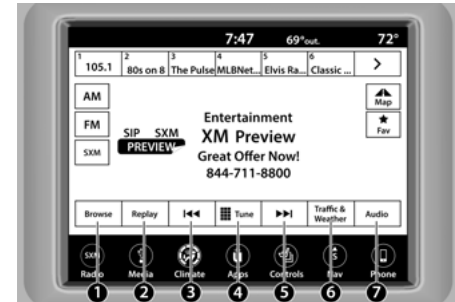 7:47 69°out. 72°
1 2 3 4 5 6
105.1 80s on 8 The Pulse MLBNet... Elvis Ra... Classic ... >
AM
Map
FM
Fav
SXM
SIP SXM
PREVIEW
Entertainment
XM Preview
Great Offer Now!
844-711-8800
Browse Replay Tune Traffic & Weather Audio
SXM
Radio Media Climate Apps Controls Nav Phone
1 2 3 4 5 6 7